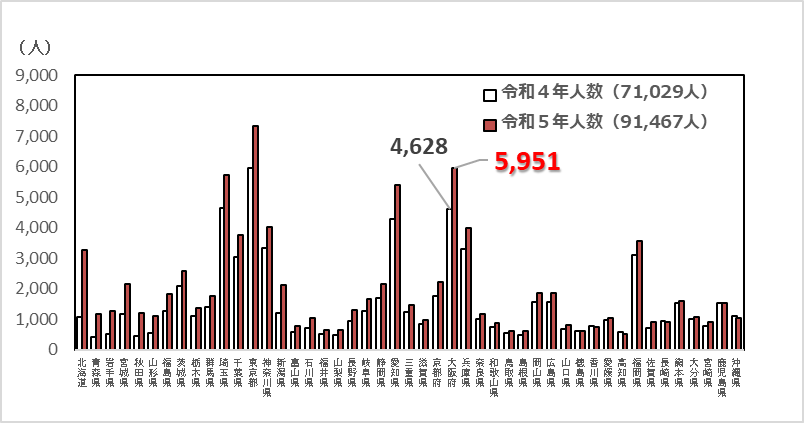 （人）
9,000
8,000
7,000
6,000
5,000
4,000
3,000
2,000
1,000
0
令和４年人数（71,029人）
令和５年人数（91,467人）
4,628
5,951
北海道
青森県
岩手県
宮城県
秋田県
山形県
福島県
茨城県
栃木県
群馬県
埼玉県
千葉県
東京都
神奈川県
新潟県
富山県
石川県
福井県
山梨県
長野県
岐阜県
静岡県
愛知県
三重県
滋賀県
京都府
大阪府
兵庫県
奈良県
和歌山県
鳥取県
島根県
岡山県
広島県
山口県
徳島県
香川県
愛媛県
高知県
福岡県
佐賀県
長崎県
熊本県
大分県
宮崎県
鹿児島県
沖縄県